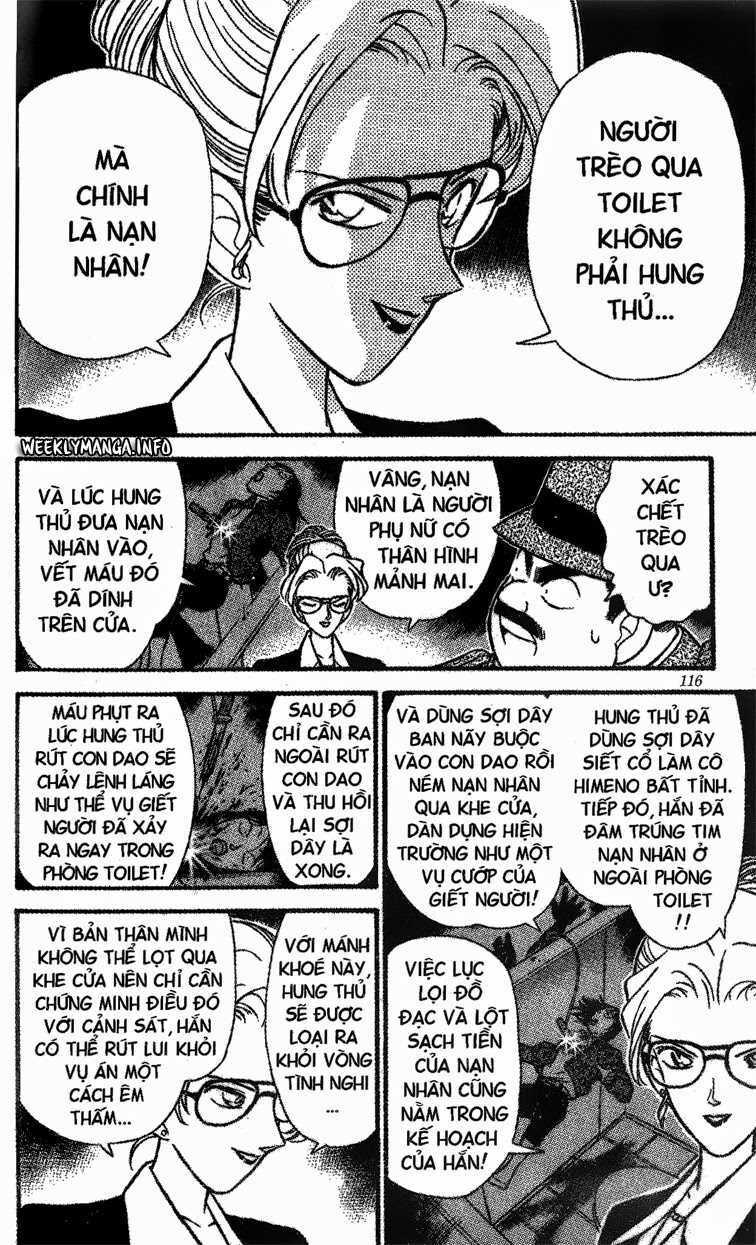 NGƯỜI
TRÈO QUA
TOILET
KHÔNG
PHẢI HUNG
THỦ...
MÀ
CHÍNH
LÀ NẠN
NHÂN!
WEEKLYMANGA.INFO
XÁC
CHẾT
TRÈO
QUA
Ư?
VÂNG, NẠN
NHÂN LÀ NGƯỜI
PHỤ NỮ CÓ
THÂN HÌNH
MẢNH MAI.
VÀ LÚC HUNG
THỦ ĐƯA NẠN
NHÂN VÀO,
VẾT MÁU ĐÓ
ĐÃ DÍNH
TRÊN CỬA.
116
HUNG THỦ ĐÃ
DÙNG SỢI DÂY
SIẾT CỔ LÀM CÔ
HIMENO BẤT TỈNH.
TIẾP ĐÓ, HẮN ĐÃ
ĐÂM TRÚNG TIM
NẠN NHÂN Ở
NGOÀI PHÒNG
TOILET
!!
VÀ DÙNG SỢI DÂY
BAN NÃY BUỘC
VÀO CON DAO RỒI
NÉM NẠN NHÂN
QUA KHE CỬA,
DÀN DỰNG HIỆN
TRƯỜNG NHƯ MỘT
VỤ CƯỚP CỦA
GIẾT NGƯỜI!
VIỆC LỤC
LỌI ĐỒ
ĐẠC VÀ LỘT
SẠCH TIỀN
CỦA NẠN
NHÂN CŨNG
NẰM TRONG
KẾ HOẠCH
CỦA HẮN!
SAU ĐÓ
CHỈ CẦN RA
NGOÀI RÚT
CON DAO
VÀ THU HỒI
LẠI SỢI
DÂY LÀ
XONG.
MÁU PHỤT RA
LÚC HUNG THỦ
RÚT CON DAO SẼ
CHẢY LÊNH LÁNG
NHƯ THỂ VỤ GIẾT
NGƯỜI ĐÃ XẢY
RA NGAY TRONG
PHÒNG TOILET!
VỚI MÁNH
KHOÉ NÀY,
HUNG THỦ
SẼ ĐƯỢC
LOẠI RA
KHỎI VÒNG
TÌNH NGHI
...
VÌ BẢN THÂN MÌNH
KHÔNG THỂ LỌT QUA
KHE CỬA NÊN CHỈ CẦN
CHỨNG MINH ĐIỀU ĐÓ
VỚI CẢNH SÁT, HẮN
CÓ THỂ RÚT LUI KHỎI
VỤ ÁN MỘT
CÁCH ÊM
THẤM...